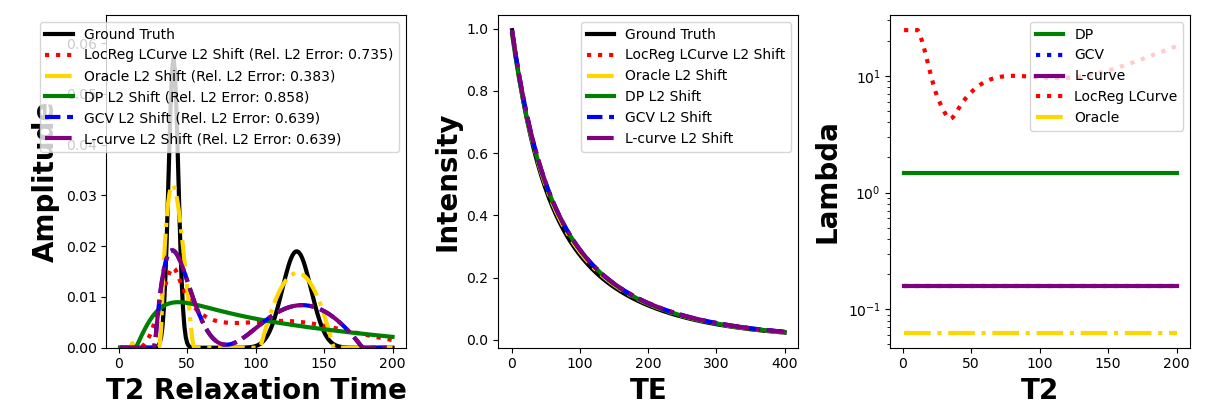 Ground Truth
LocReg LCurve L2 Shift (Rel. L2 Error: 0.735)
Oracle L2 Shift (Rel. L2 Error: 0.383)
DP L2 Shift (Rel. L2 Error: 0.858)
GCV L2 Shift (Rel. L2 Error: 0.639)
L-curve L2 Shift (Rel. L2 Error: 0.639)
Amplitude
0.06
0.05
0.04
0.03
0.02
0.01
0.00
0 50 100 150 200
T2 Relaxation Time
Ground Truth
LocReg LCurve L2 Shift
Oracle L2 Shift
DP L2 Shift
GCV L2 Shift
L-curve L2 Shift
Intensity
1.0
0.8
0.6
0.4
0.2
0.0
0 100 200 300 400
TE
DP
GCV
L-curve
LocReg LCurve
Oracle
Lambda
10¹
10⁰
10⁻¹
0 50 100 150 200
T2